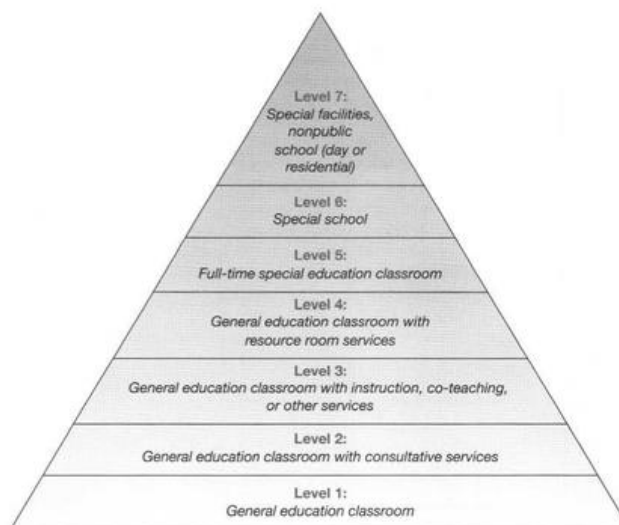 Level 7:
Special facilities,
nonpublic
school (day or
residential)
Level 6:
Special school
Level 5:
Full-time special education classroom
Level 4:
General education classroom with
resource room services
Level 3:
General education classroom with instruction, co-teaching,
or other services
Level 2:
General education classroom with consultative services
Level 1:
General education classroom